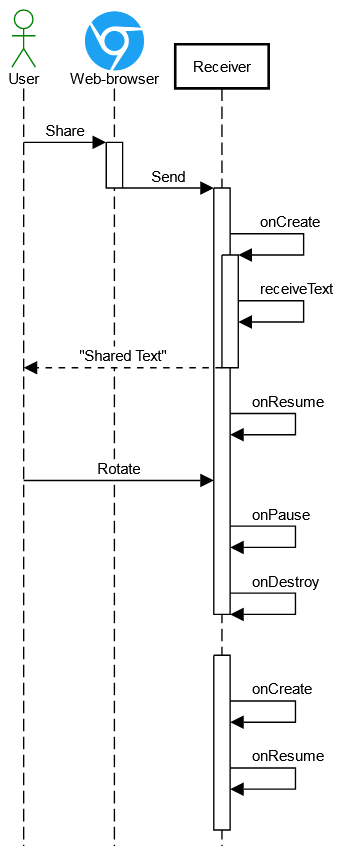 User
Web-browser
Receiver
Share
Send
onCreate
receiveText
"Shared Text"
onResume
Rotate
onPause
onDestroy
onCreate
onResume